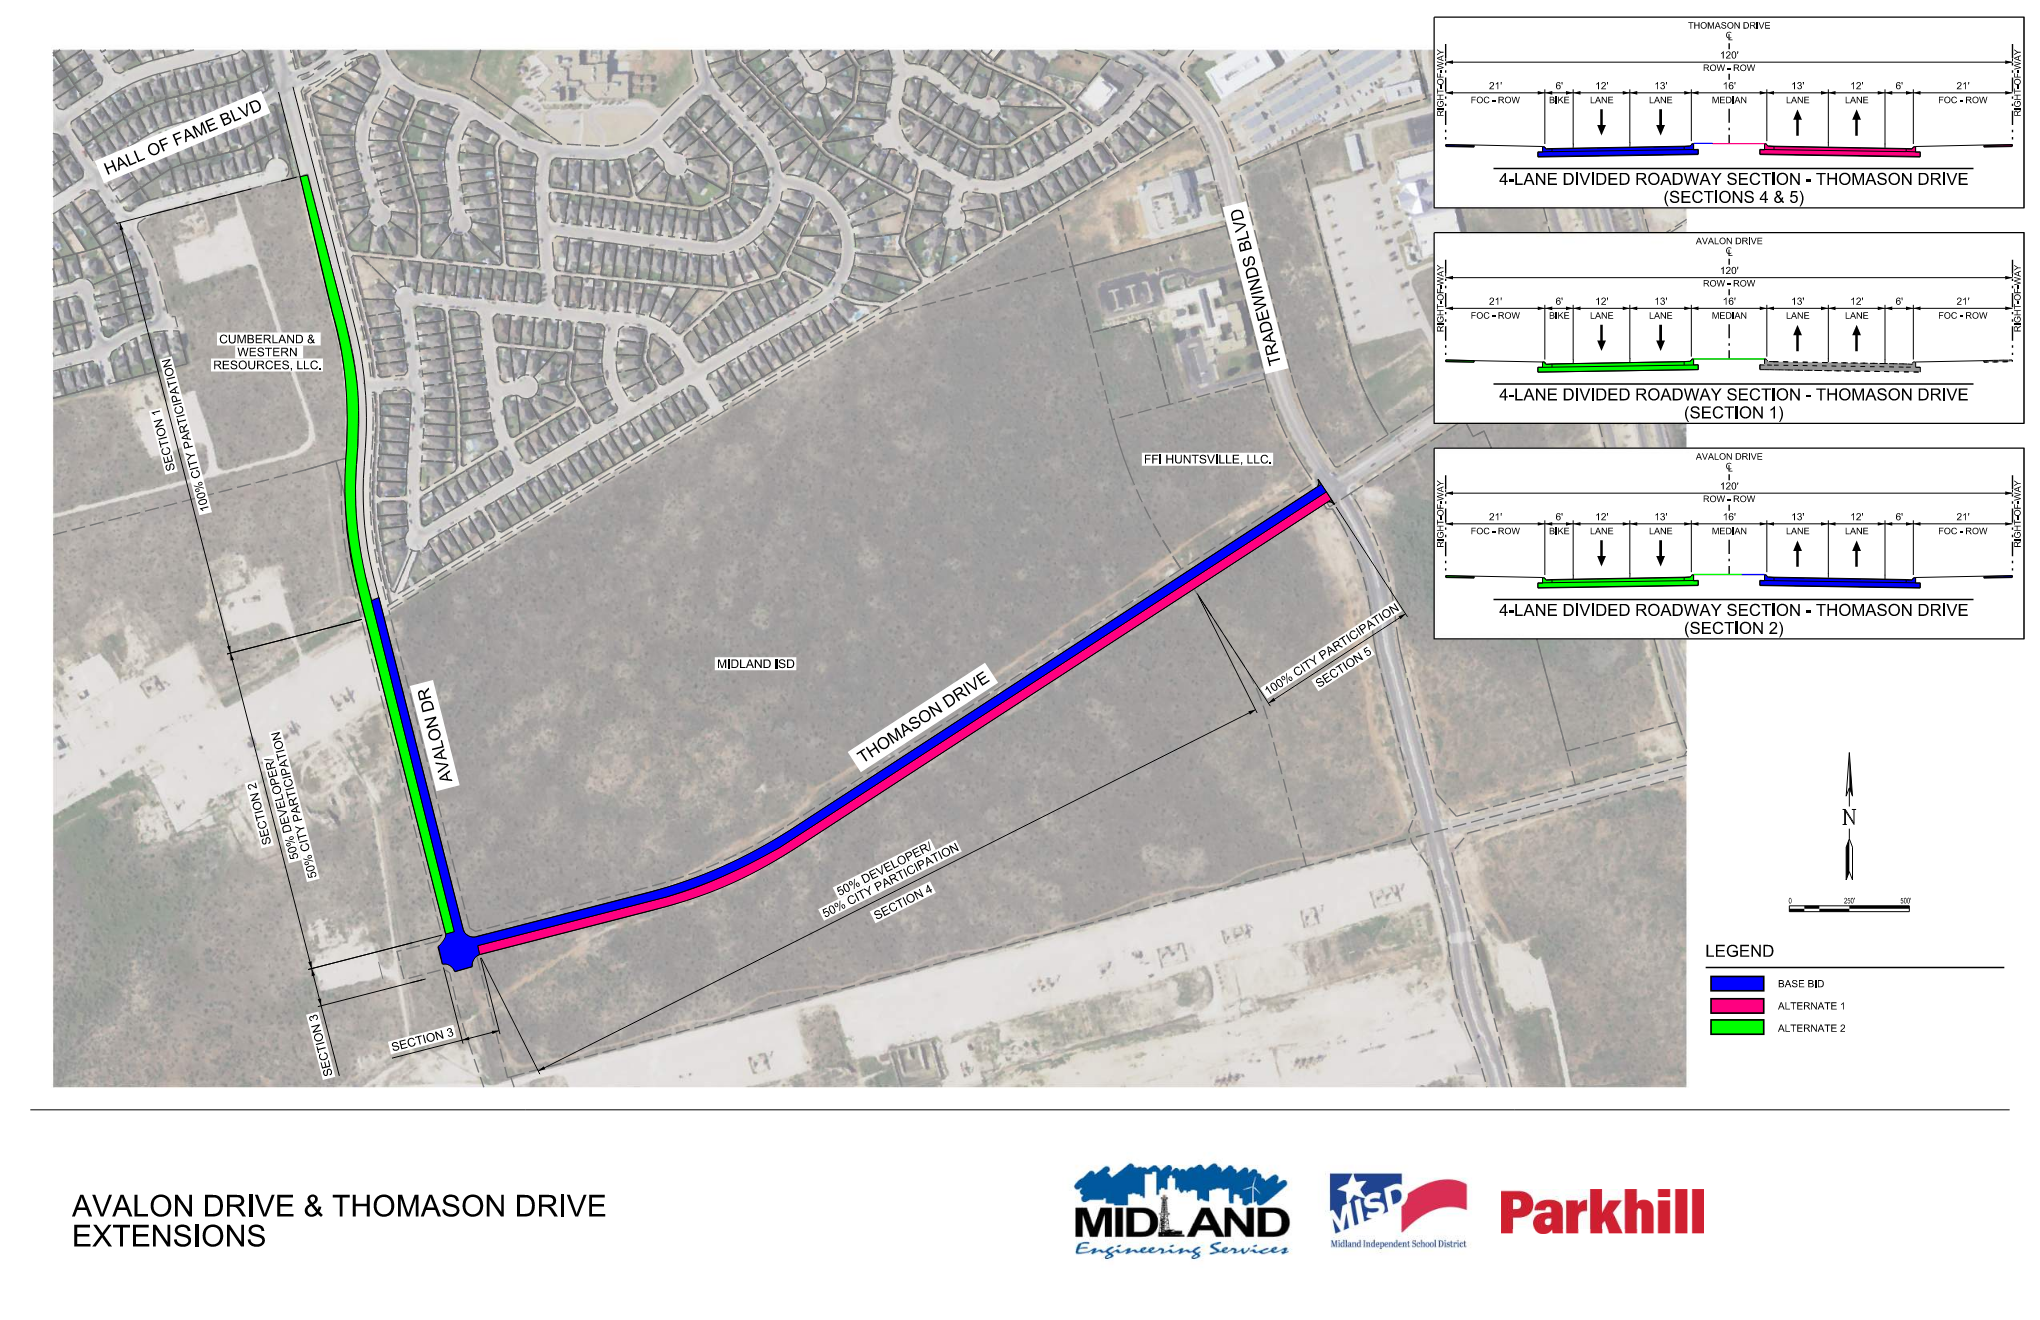 THOMASON DRIVE
℄
120'
ROW - ROW
RIGHT-OF-WAY
RIGHT-OF-WAY
21' 6' 12' 13' 16' 13' 12' 6' 21'
FOC - ROW BIKE LANE LANE MEDIAN LANE LANE FOC - ROW
4-LANE DIVIDED ROADWAY SECTION - THOMASON DRIVE
(SECTIONS 4 & 5)
AVALON DRIVE
℄
120'
ROW - ROW
RIGHT-OF-WAY
RIGHT-OF-WAY
21' 6' 12' 13' 16' 13' 12' 6' 21'
FOC - ROW BIKE LANE LANE MEDIAN LANE LANE FOC - ROW
4-LANE DIVIDED ROADWAY SECTION - THOMASON DRIVE
(SECTION 1)
AVALON DRIVE
℄
120'
ROW - ROW
RIGHT-OF-WAY
RIGHT-OF-WAY
21' 6' 12' 13' 16' 13' 12' 6' 21'
FOC - ROW BIKE LANE LANE MEDIAN LANE LANE FOC - ROW
4-LANE DIVIDED ROADWAY SECTION - THOMASON DRIVE
(SECTION 2)
HALL OF FAME BLVD
TRADEWINDS BLVD
CUMBERLAND &
WESTERN
RESOURCES, LLC.
SECTION 1
100% CITY PARTICIPATION
FFI HUNTSVILLE, LLC.
MIDLAND ISD
AVALON DR
THOMASON DRIVE
100% CITY PARTICIPATION
SECTION 5
SECTION 2
50% DEVELOPER/
50% CITY PARTICIPATION
50% DEVELOPER/
50% CITY PARTICIPATION
SECTION 4
SECTION 3
SECTION 3
N
0 250' 500'
LEGEND
BASE BID
ALTERNATE 1
ALTERNATE 2
AVALON DRIVE & THOMASON DRIVE
EXTENSIONS
MIDLAND
Engineering Services
MISD
Midland Independent School District
Parkhill